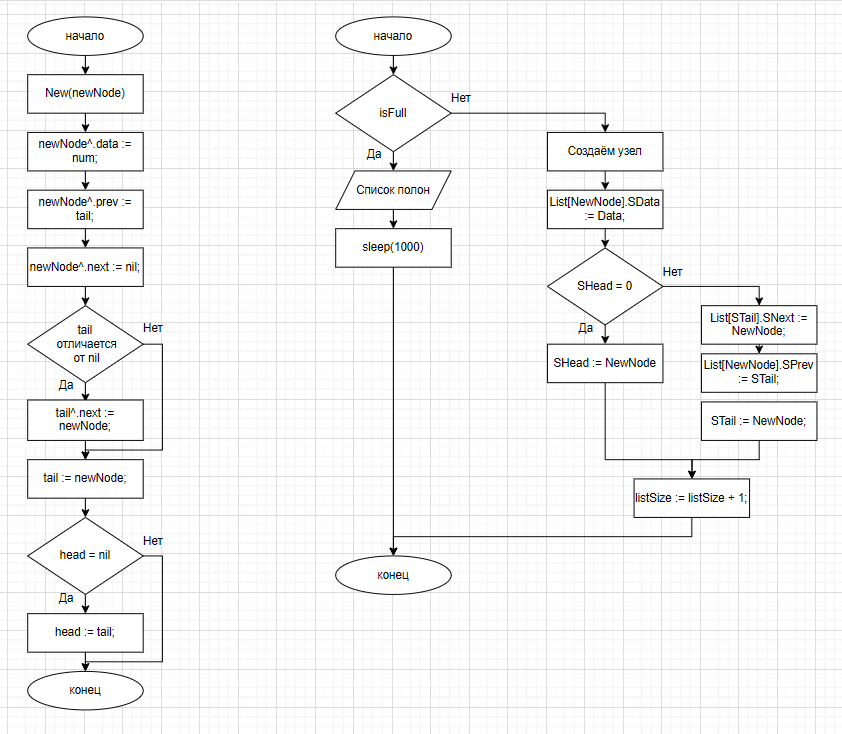 начало
New(newNode)
newNode^.data :=
num;
newNode^.prev :=
tail;
newNode^.next := nil;
tail
отличается
от nil
Нет
Да
tail^.next :=
newNode;
tail := newNode;
head = nil
Нет
Да
head := tail;
конец
начало
isFull
Нет
Да
Список полон
sleep(1000)
Создаём узел
List[NewNode].SData
:= Data;
SHead = 0
Нет
Да
SHead := NewNode
List[STail].SNext :=
NewNode;
List[NewNode].SPrev
:= STail;
STail := NewNode;
listSize := listSize + 1;
конец